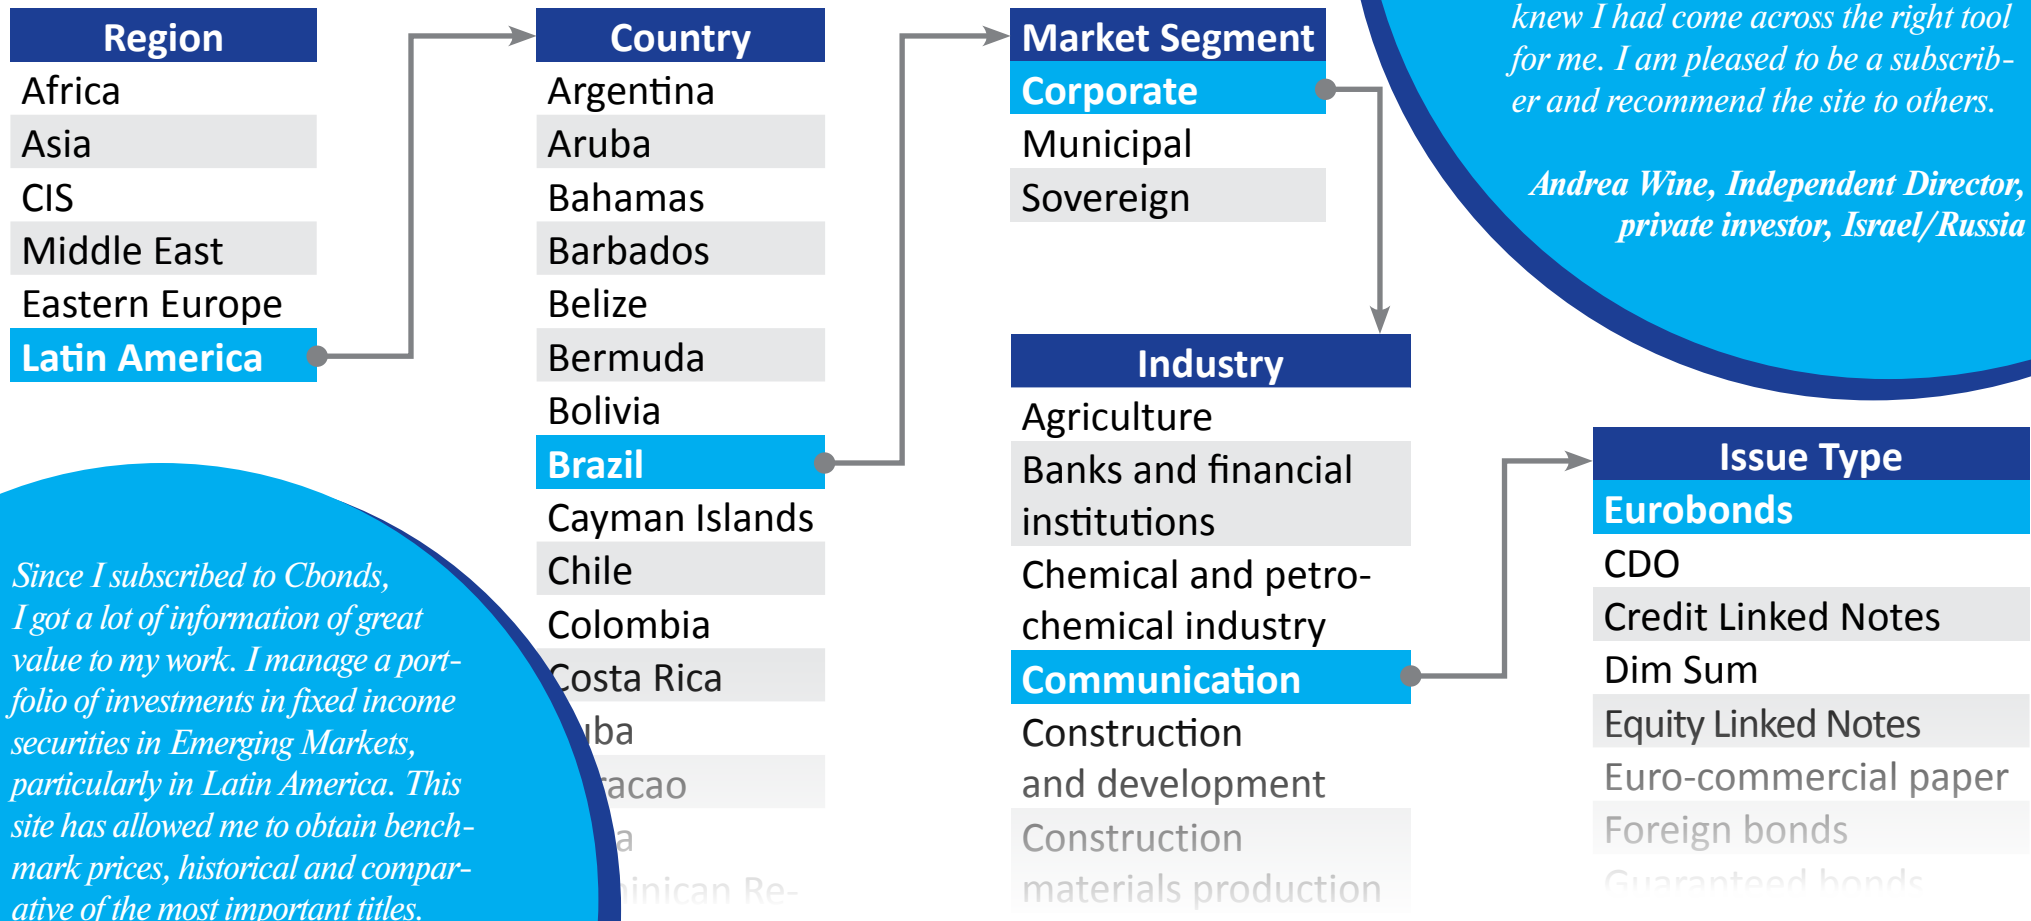 Region
Africa
Asia
CIS
Middle East
Eastern Europe
Latin America
Country
Argentina
Aruba
Bahamas
Barbados
Belize
Bermuda
Bolivia
Brazil
Cayman Islands
Chile
Colombia
Costa Rica
Market Segment
Corporate
Municipal
Sovereign
Industry
Agriculture
Banks and financial
institutions
Chemical and petro-
chemical industry
Communication
Construction
and development
Construction
materials production
Issue Type
Eurobonds
CDO
Credit Linked Notes
Dim Sum
Equity Linked Notes
Euro-commercial paper
Foreign bonds
Guaranteed bonds
knew I had come across the right tool
for me. I am pleased to be a subscrib-
er and recommend the site to others.
Andrea Wine, Independent Director,
private investor, Israel/Russia
Since I subscribed to Cbonds,
I got a lot of information of great
value to my work. I manage a port-
folio of investments in fixed income
securities in Emerging Markets,
particularly in Latin America. This
site has allowed me to obtain bench-
mark prices, historical and compar-
ative of the most important titles.